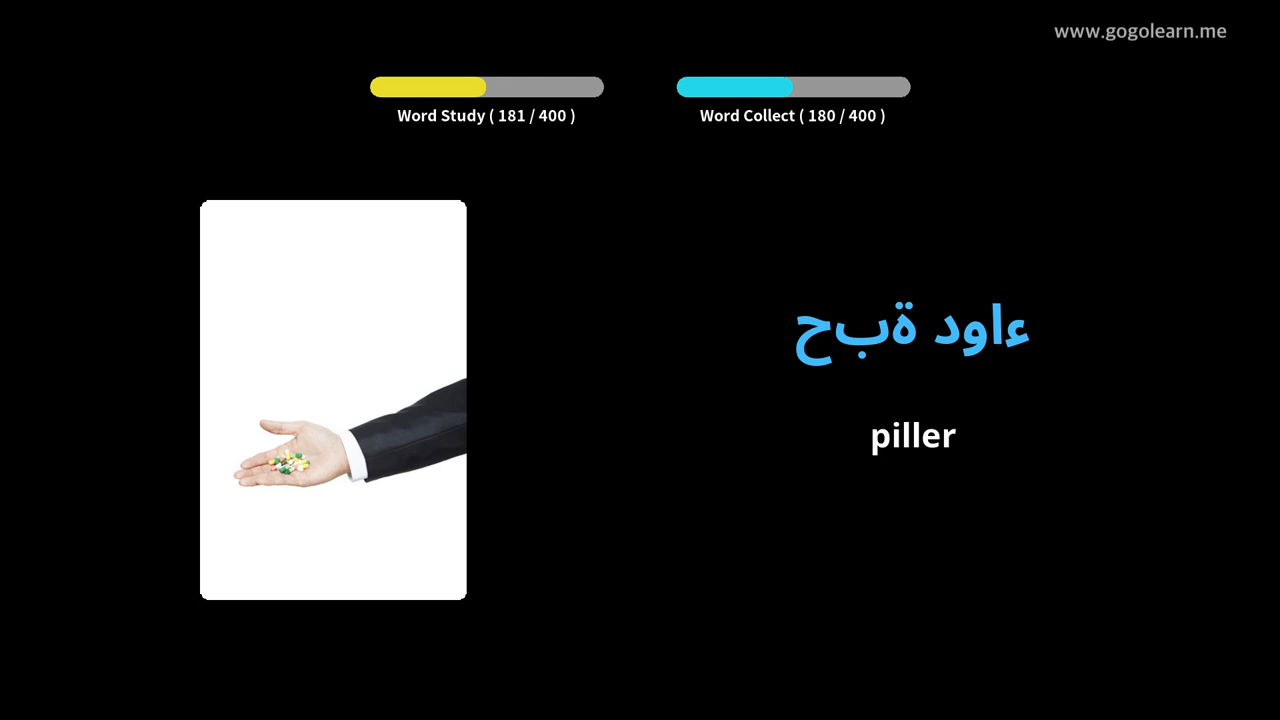 www.gogolearn.me
Word Study ( 181 / 400 )
Word Collect ( 180 / 400 )
ءاود ةبح
piller